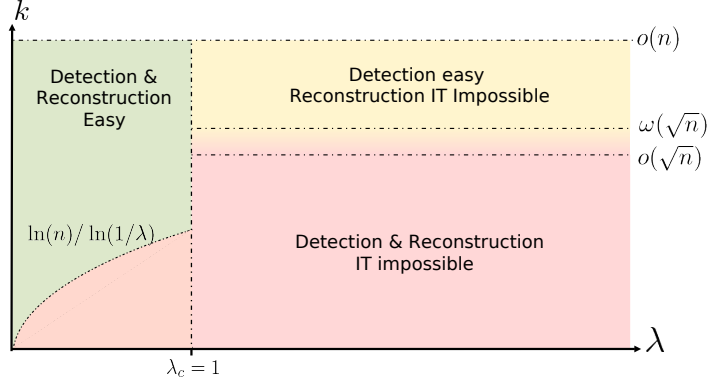 k
o(n)
Detection &
Reconstruction
Easy
Detection easy
Reconstruction IT Impossible
ω(√n)
o(√n)
ln(n)/ ln(1/λ)
Detection & Reconstruction
IT impossible
λ
λ_c = 1